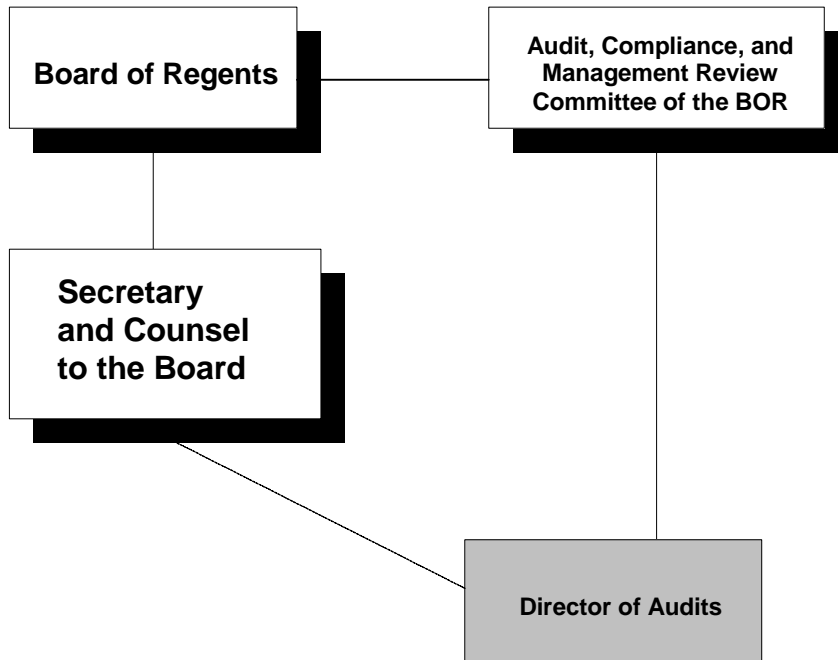 Board of Regents
Audit, Compliance, and
Management Review
Committee of the BOR
Secretary
and Counsel
to the Board
Director of Audits